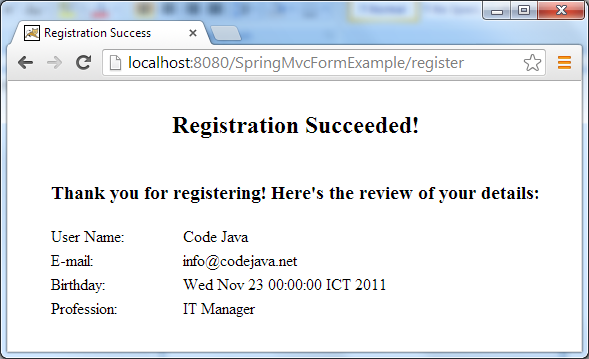 Registration Success
localhost:8080/SpringMvcFormExample/register
Registration Succeeded!
Thank you for registering! Here's the review of your details:
User Name: Code Java
E-mail: info@codejava.net
Birthday: Wed Nov 23 00:00:00 ICT 2011
Profession: IT Manager